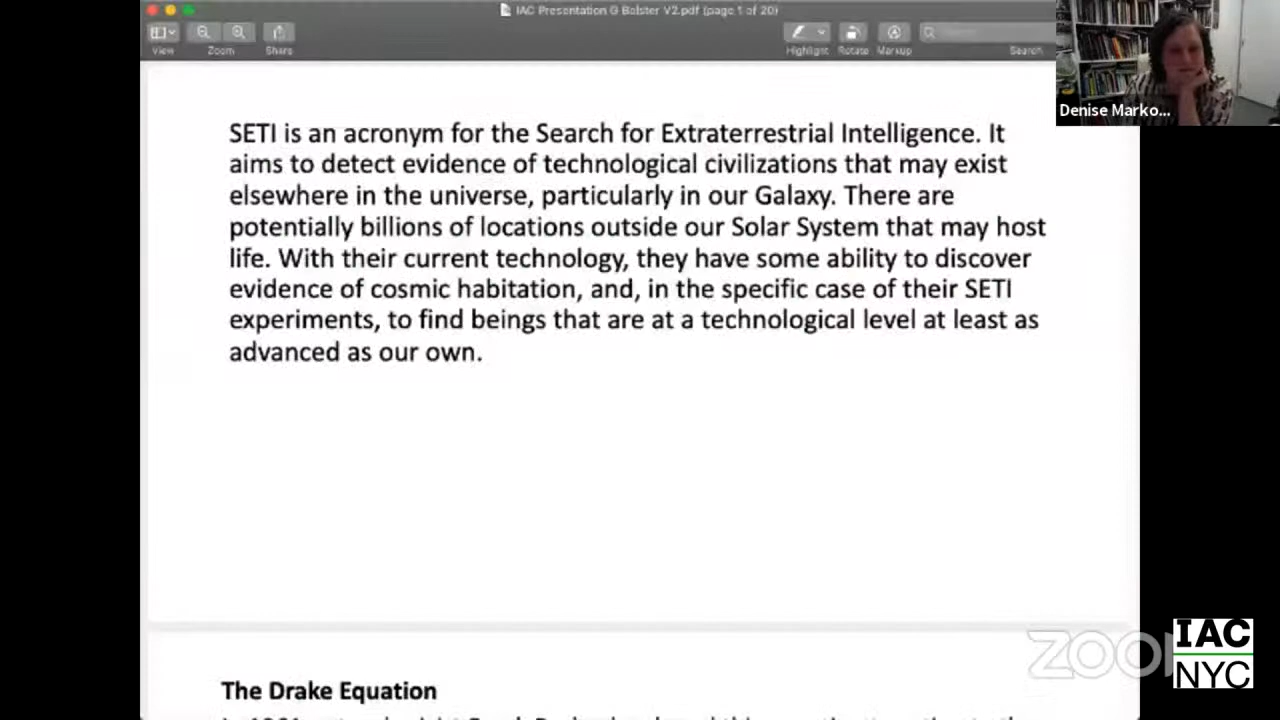 IAC Presentation G Bolster V2.pdf (page 1 of 20)
View Zoom Share Highlight Rotate Markup Search
Denise Marko...
SETI is an acronym for the Search for Extraterrestrial Intelligence. It
aims to detect evidence of technological civilizations that may exist
elsewhere in the universe, particularly in our Galaxy. There are
potentially billions of locations outside our Solar System that may host
life. With their current technology, they have some ability to discover
evidence of cosmic habitation, and, in the specific case of their SETI
experiments, to find beings that are at a technological level at least as
advanced as our own.
The Drake Equation
zoom
IAC
NYC